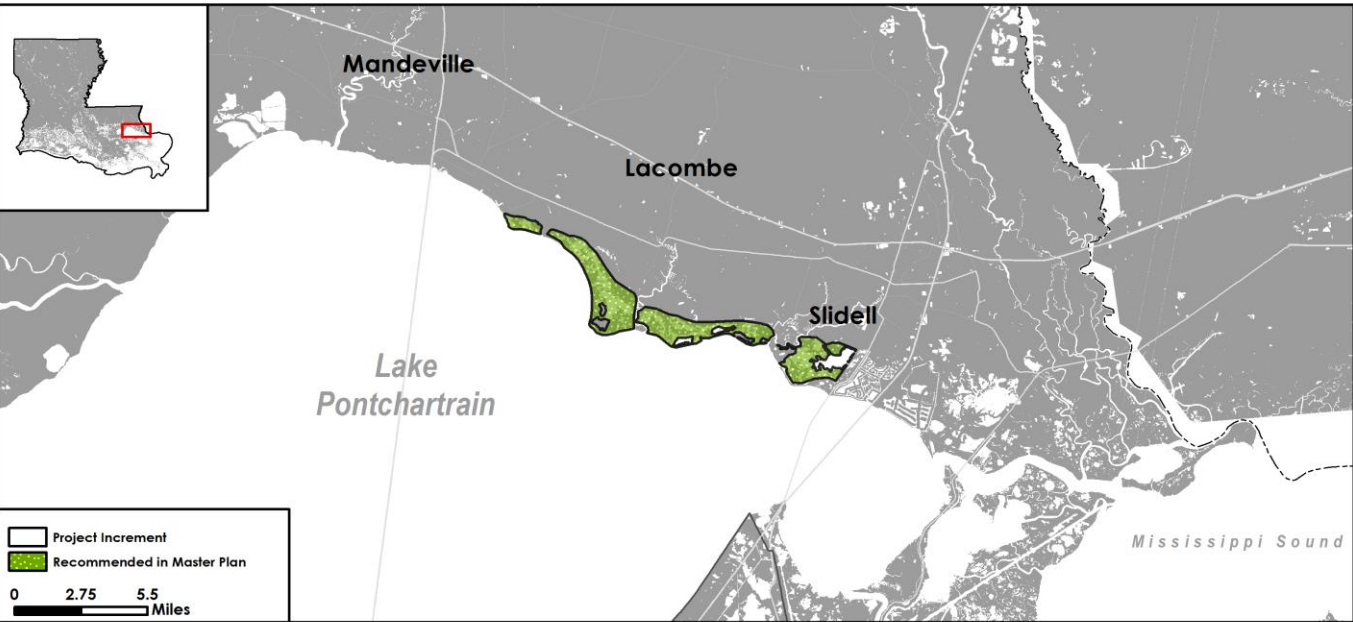 Mandeville
Lacombe
Slidell
Lake
Pontchartrain
Mississippi Sound
Project Increment
Recommended in Master Plan
0 2.75 5.5
Miles